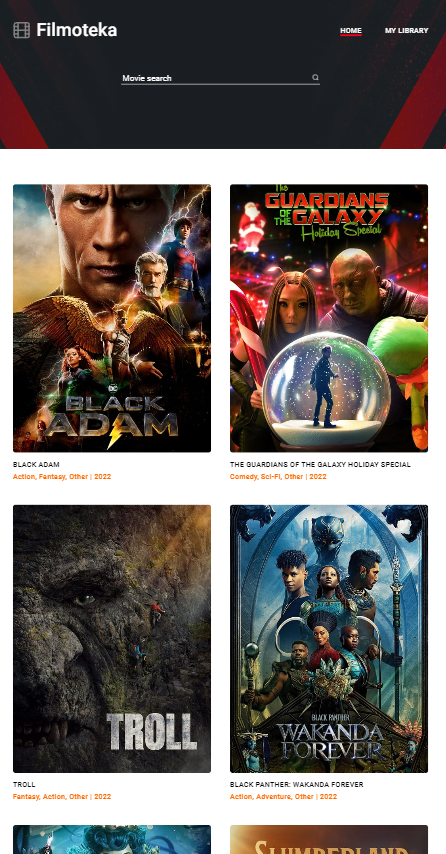 Filmoteka
HOME
MY LIBRARY
Movie search
DC
BLACK
ADAM
The
GUARDIANS
OF THE
GALAXY
Holiday Special
BLACK ADAM
Action, Fantasy, Other | 2022
THE GUARDIANS OF THE GALAXY HOLIDAY SPECIAL
Comedy, Sci-Fi, Other | 2022
TROLL
BLACK PANTHER
WAKANDA
FOREVER
TROLL
Fantasy, Action, Other | 2022
BLACK PANTHER: WAKANDA FOREVER
Action, Adventure, Other | 2022
SLUMBERLAND